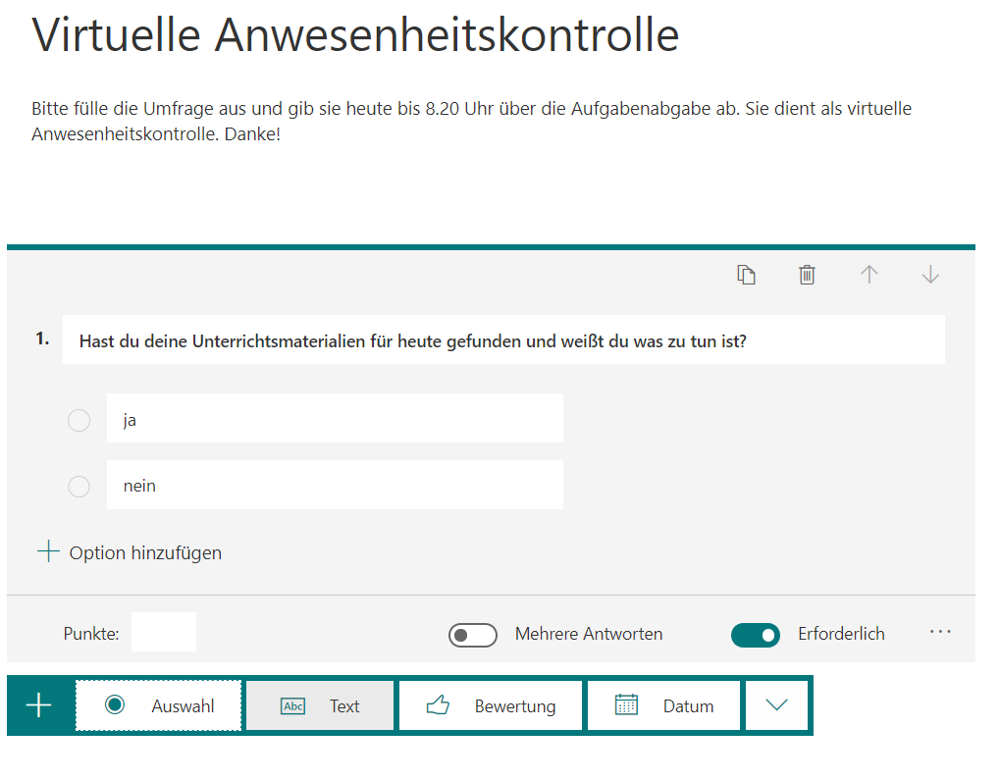 Virtuelle Anwesenheitskontrolle
Bitte fülle die Umfrage aus und gib sie heute bis 8.20 Uhr über die Aufgabenabgabe ab. Sie dient als virtuelle
Anwesenheitskontrolle. Danke!
1. Hast du deine Unterrichtsmaterialien für heute gefunden und weißt du was zu tun ist?
ja
nein
Option hinzufügen
Punkte: Mehrere Antworten Erforderlich
Auswahl Abc Text Bewertung Datum